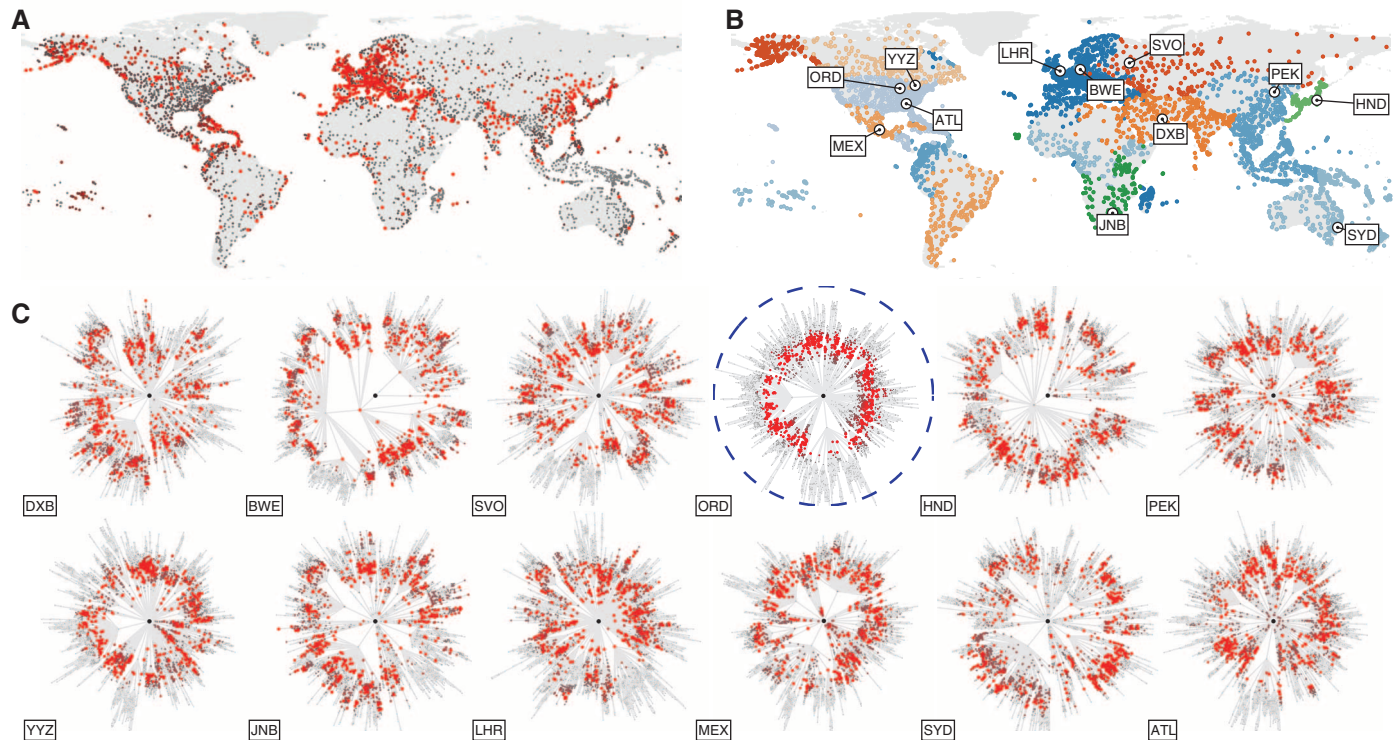 A
B
LHR
SVO
YYZ
ORD
PEK
BWE
HND
ATL
DXB
MEX
JNB
SYD
C
DXB
BWE
SVO
ORD
HND
PEK
YYZ
JNB
LHR
MEX
SYD
ATL